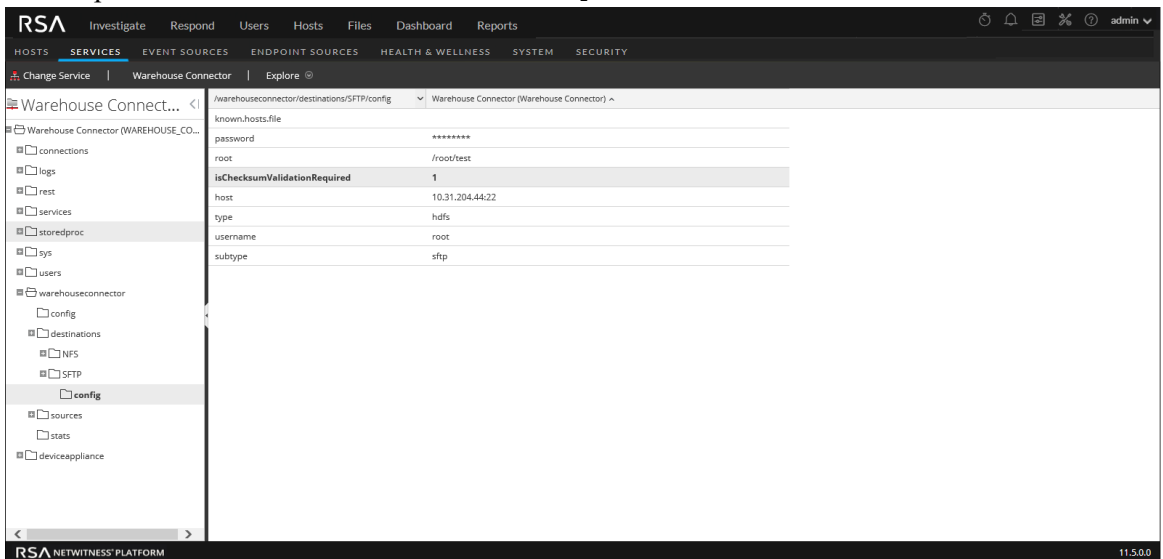 RSA Investigate Respond Users Hosts Files Dashboard Reports admin
HOSTS SERVICES EVENT SOURCES ENDPOINT SOURCES HEALTH & WELLNESS SYSTEM SECURITY
Change Service | Warehouse Connector | Explore
Warehouse Connect...
Warehouse Connector (WAREHOUSE_CO...
connections
logs
rest
services
storedproc
sys
users
warehouseconnector
config
destinations
NFS
SFTP
config
sources
stats
deviceappliance
/warehouseconnector/destinations/SFTP/config Warehouse Connector (Warehouse Connector)
known.hosts.file
password ********
root /root/test
isChecksumValidationRequired 1
host 10.31.204.44:22
type hdfs
username root
subtype sftp
RSA NETWITNESS® PLATFORM 11.5.0.0